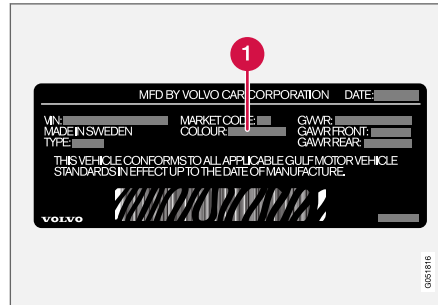 1
MFD BY VOLVO CAR CORPORATION DATE:
VIN: MARKET CODE: GVWR:
MADE IN SWEDEN COLOUR: GAWR FRONT:
TYPE: GAWR REAR:
THIS VEHICLE CONFORMS TO ALL APPLICABLE GULF MOTOR VEHICLE
STANDARDS IN EFFECT UP TO THE DATE OF MANUFACTURE.
VOLVO
G051816